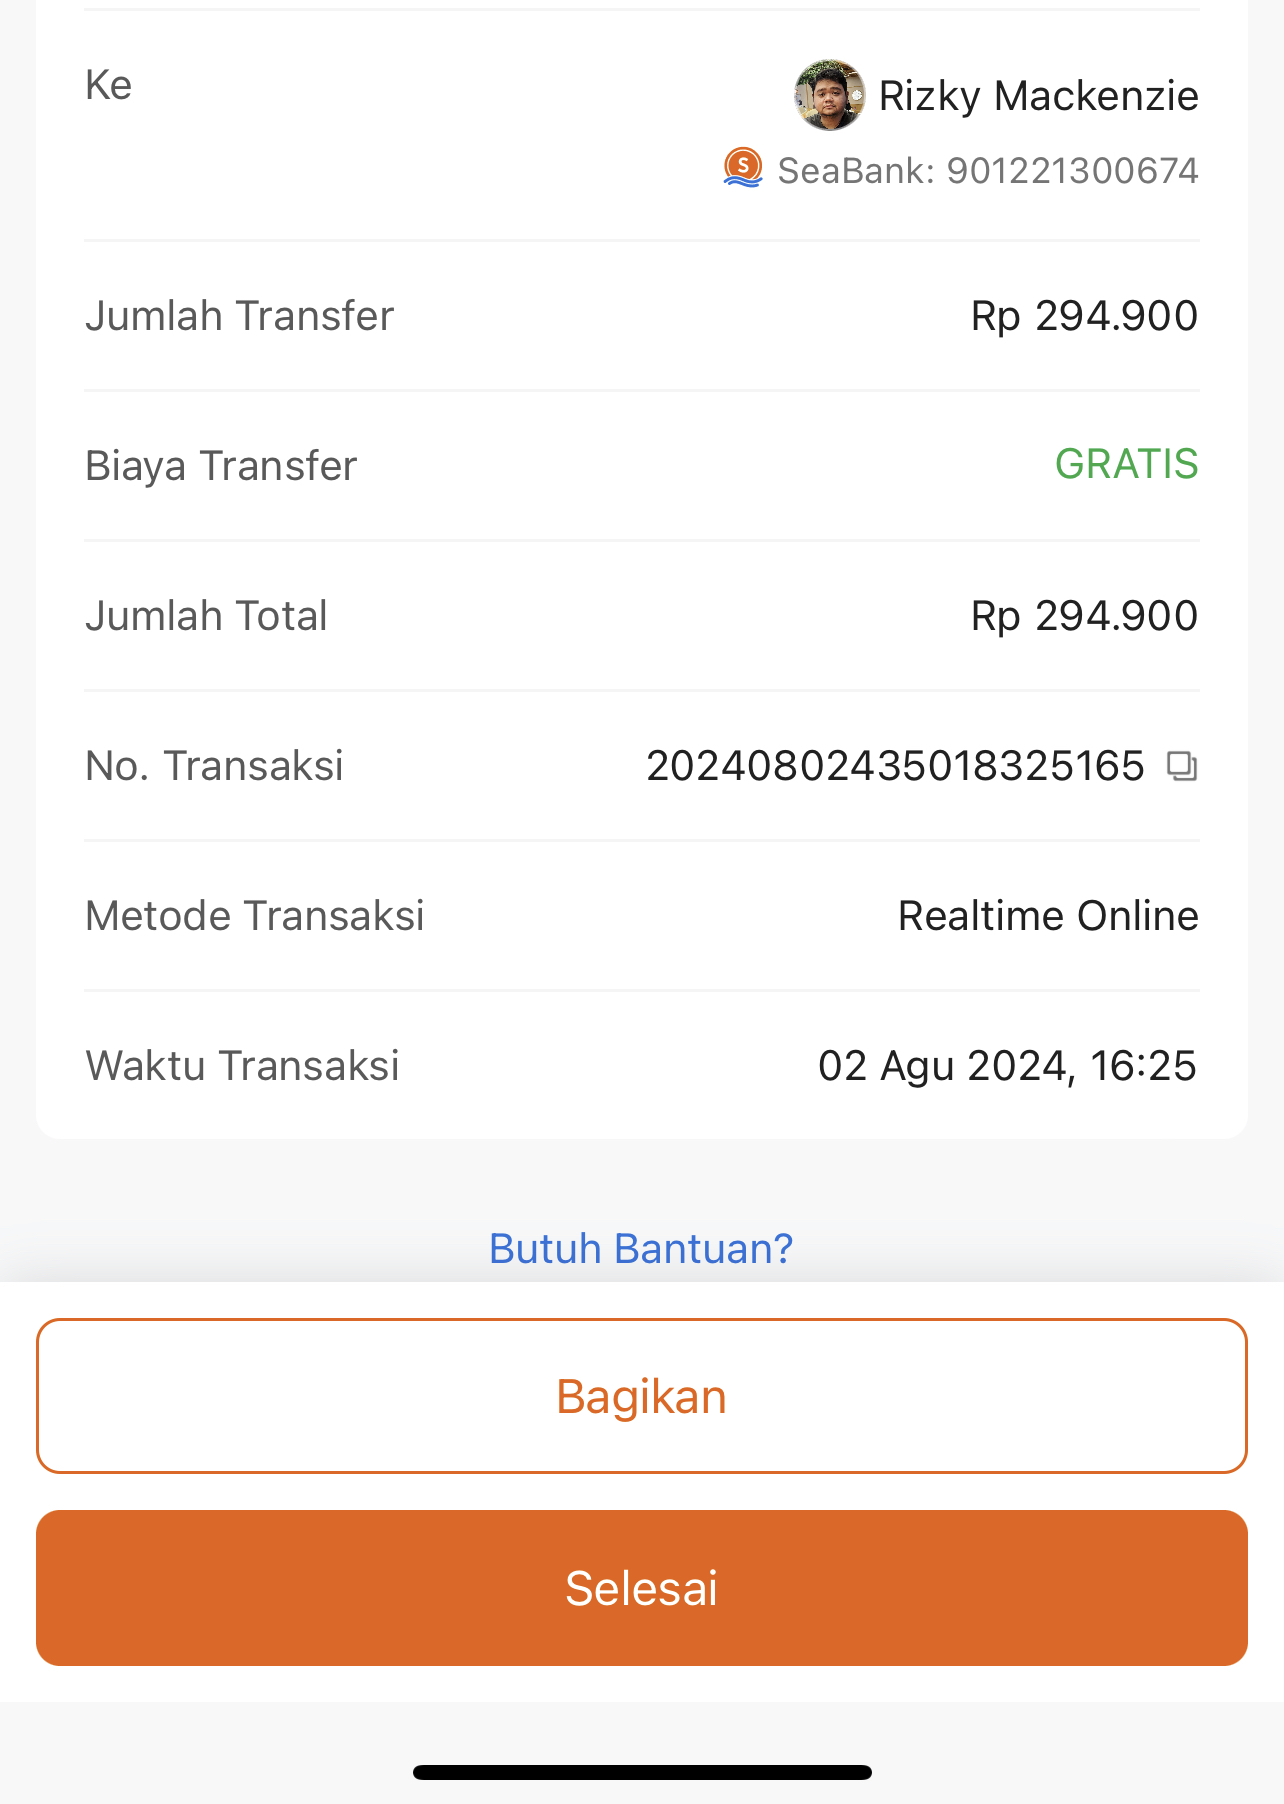 Ke
Rizky Mackenzie
SeaBank: 901221300674
Jumlah Transfer
Rp 294.900
Biaya Transfer
GRATIS
Jumlah Total
Rp 294.900
No. Transaksi
20240802435018325165
Metode Transaksi
Realtime Online
Waktu Transaksi
02 Agu 2024, 16:25
Butuh Bantuan?
Bagikan
Selesai